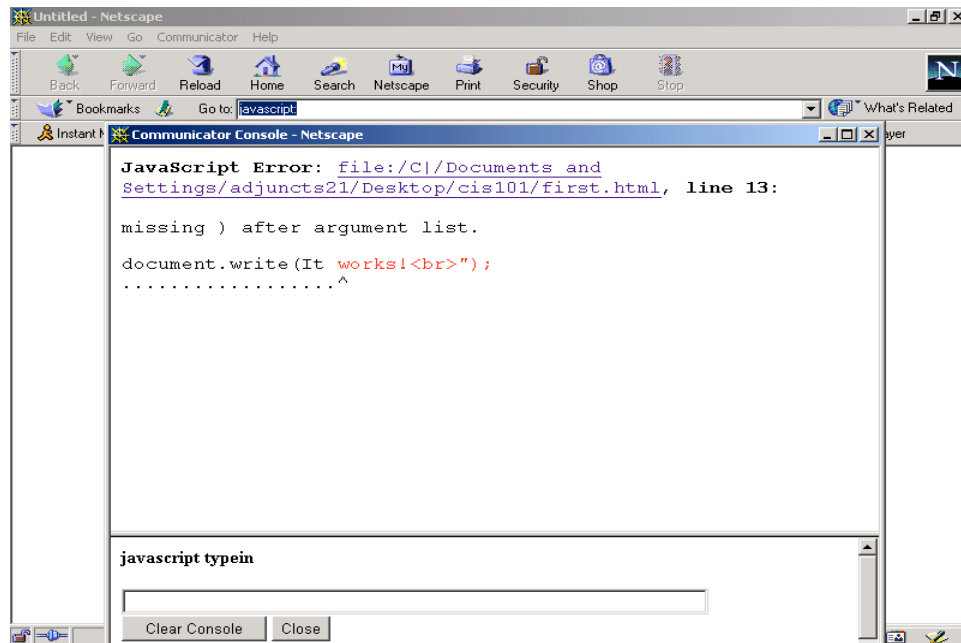 Untitled - Netscape
File Edit View Go Communicator Help
My
N
Back Forward Reload Home Search Netscape Print Security Shop Stop
Bookmarks Go to: javascript: What's Related
Instant
Communicator Console - Netscape
JavaScript Error: file:/C|/Documents and
Settings/adjuncts21/Desktop/cis101/first.html, line 13:
missing ) after argument list.
document.write(It works!<br>");
..................^
javascript typein
Clear Console Close